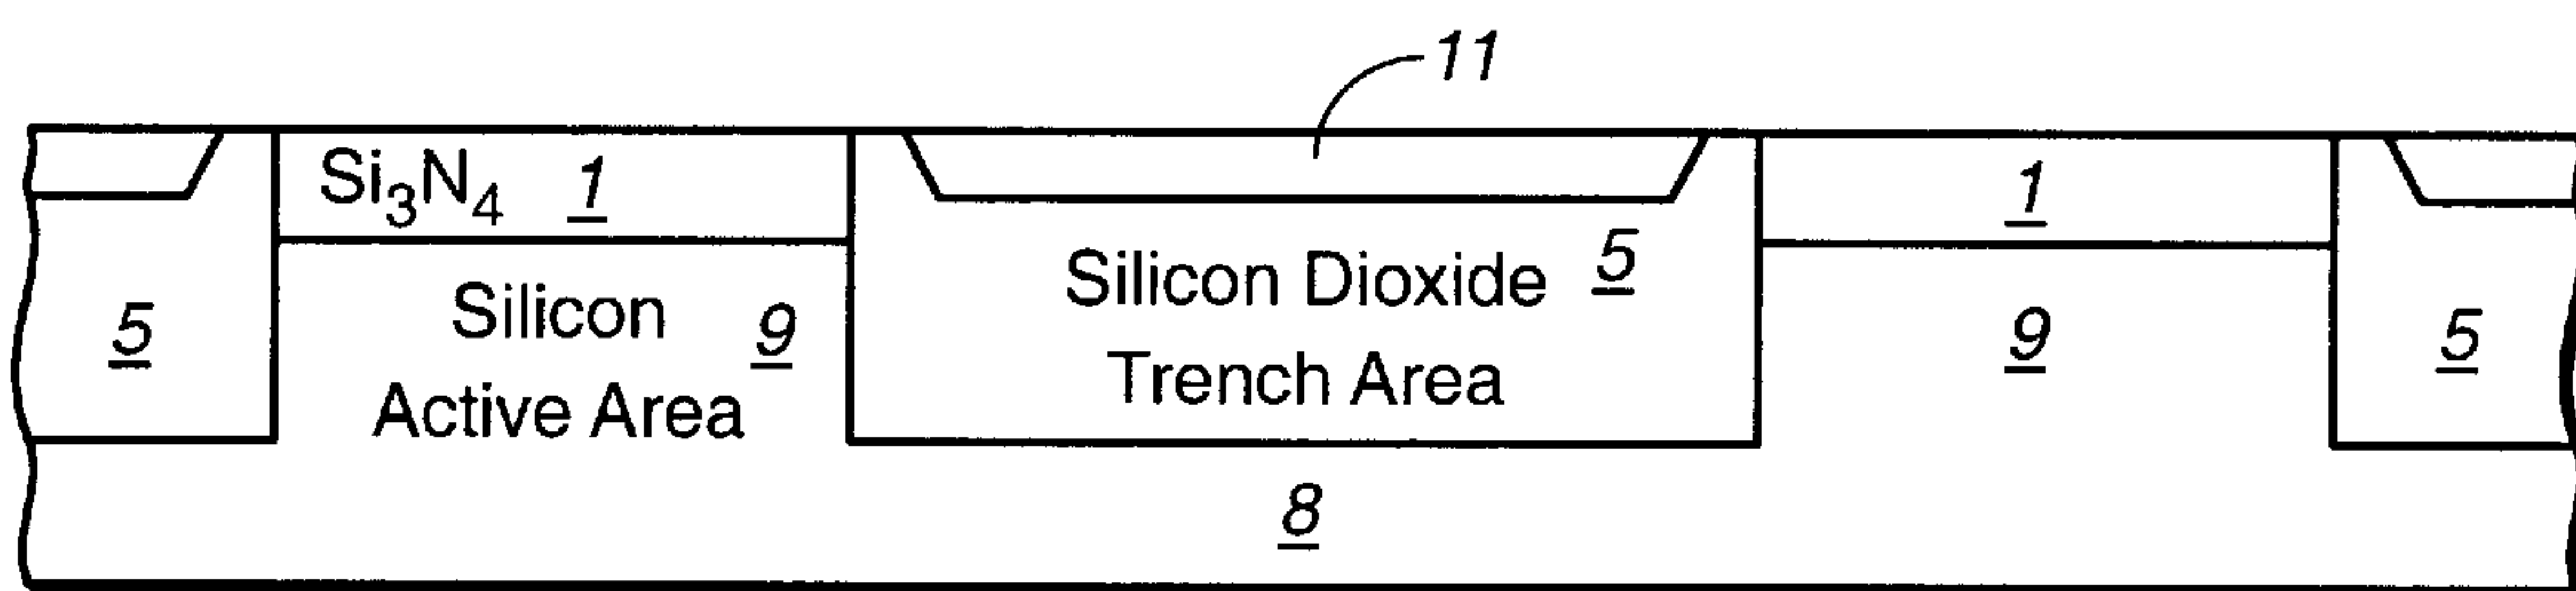 11
Si3N4 1
1
5
Silicon
Active Area
9
Silicon Dioxide
Trench Area
5
9
5
8